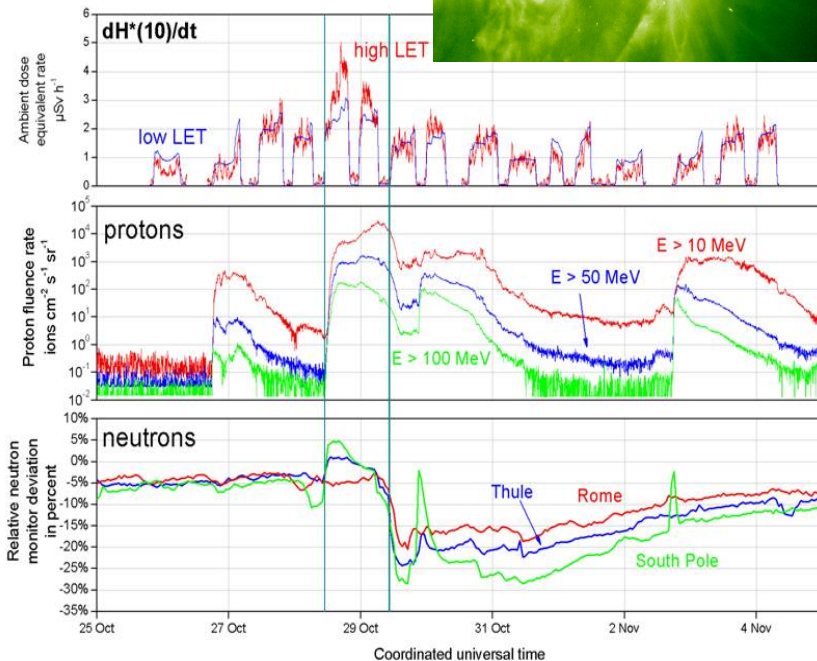 dH*(10)/dt
high LET
low LET
Ambient dose
equivalent rate
µSv h⁻¹
6
5
4
3
2
1
0
protons
E > 10 MeV
E > 50 MeV
E > 100 MeV
Proton fluence rate
ions cm⁻² s⁻¹ sr⁻¹
10⁵
10⁴
10³
10²
10¹
10⁰
10⁻¹
10⁻²
neutrons
Thule
Rome
South Pole
Relative neutron
monitor deviation
in percent
10%
5%
0%
-5%
-10%
-15%
-20%
-25%
-30%
-35%
25 Oct
27 Oct
29 Oct
31 Oct
2 Nov
4 Nov
Coordinated universal time